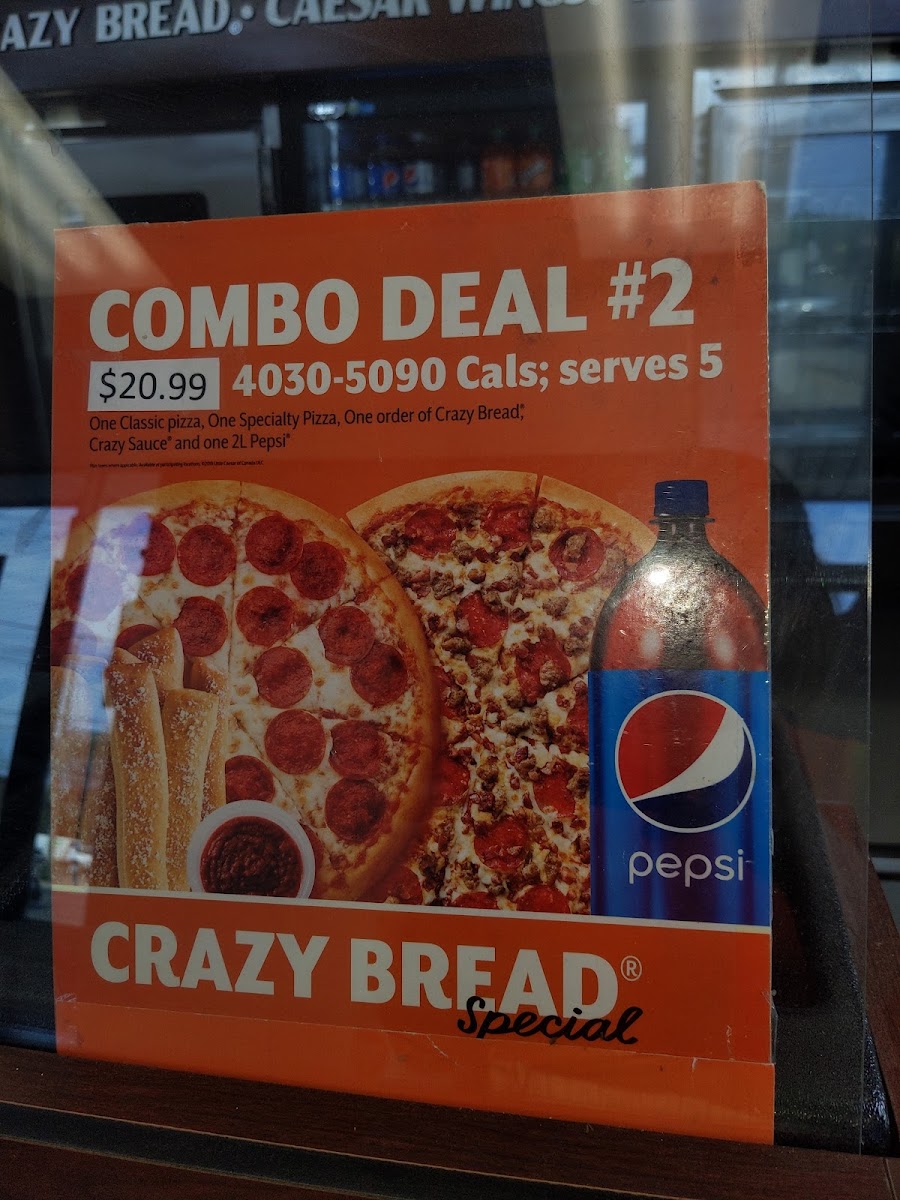 AZY BREAD • CAESAR
COMBO DEAL #2
$20.99 4030-5090 Cals; serves 5
One Classic pizza, One Specialty Pizza, One order of Crazy Bread®,
Crazy Sauce® and one 2L Pepsi®
pepsi
CRAZY BREAD®
Special